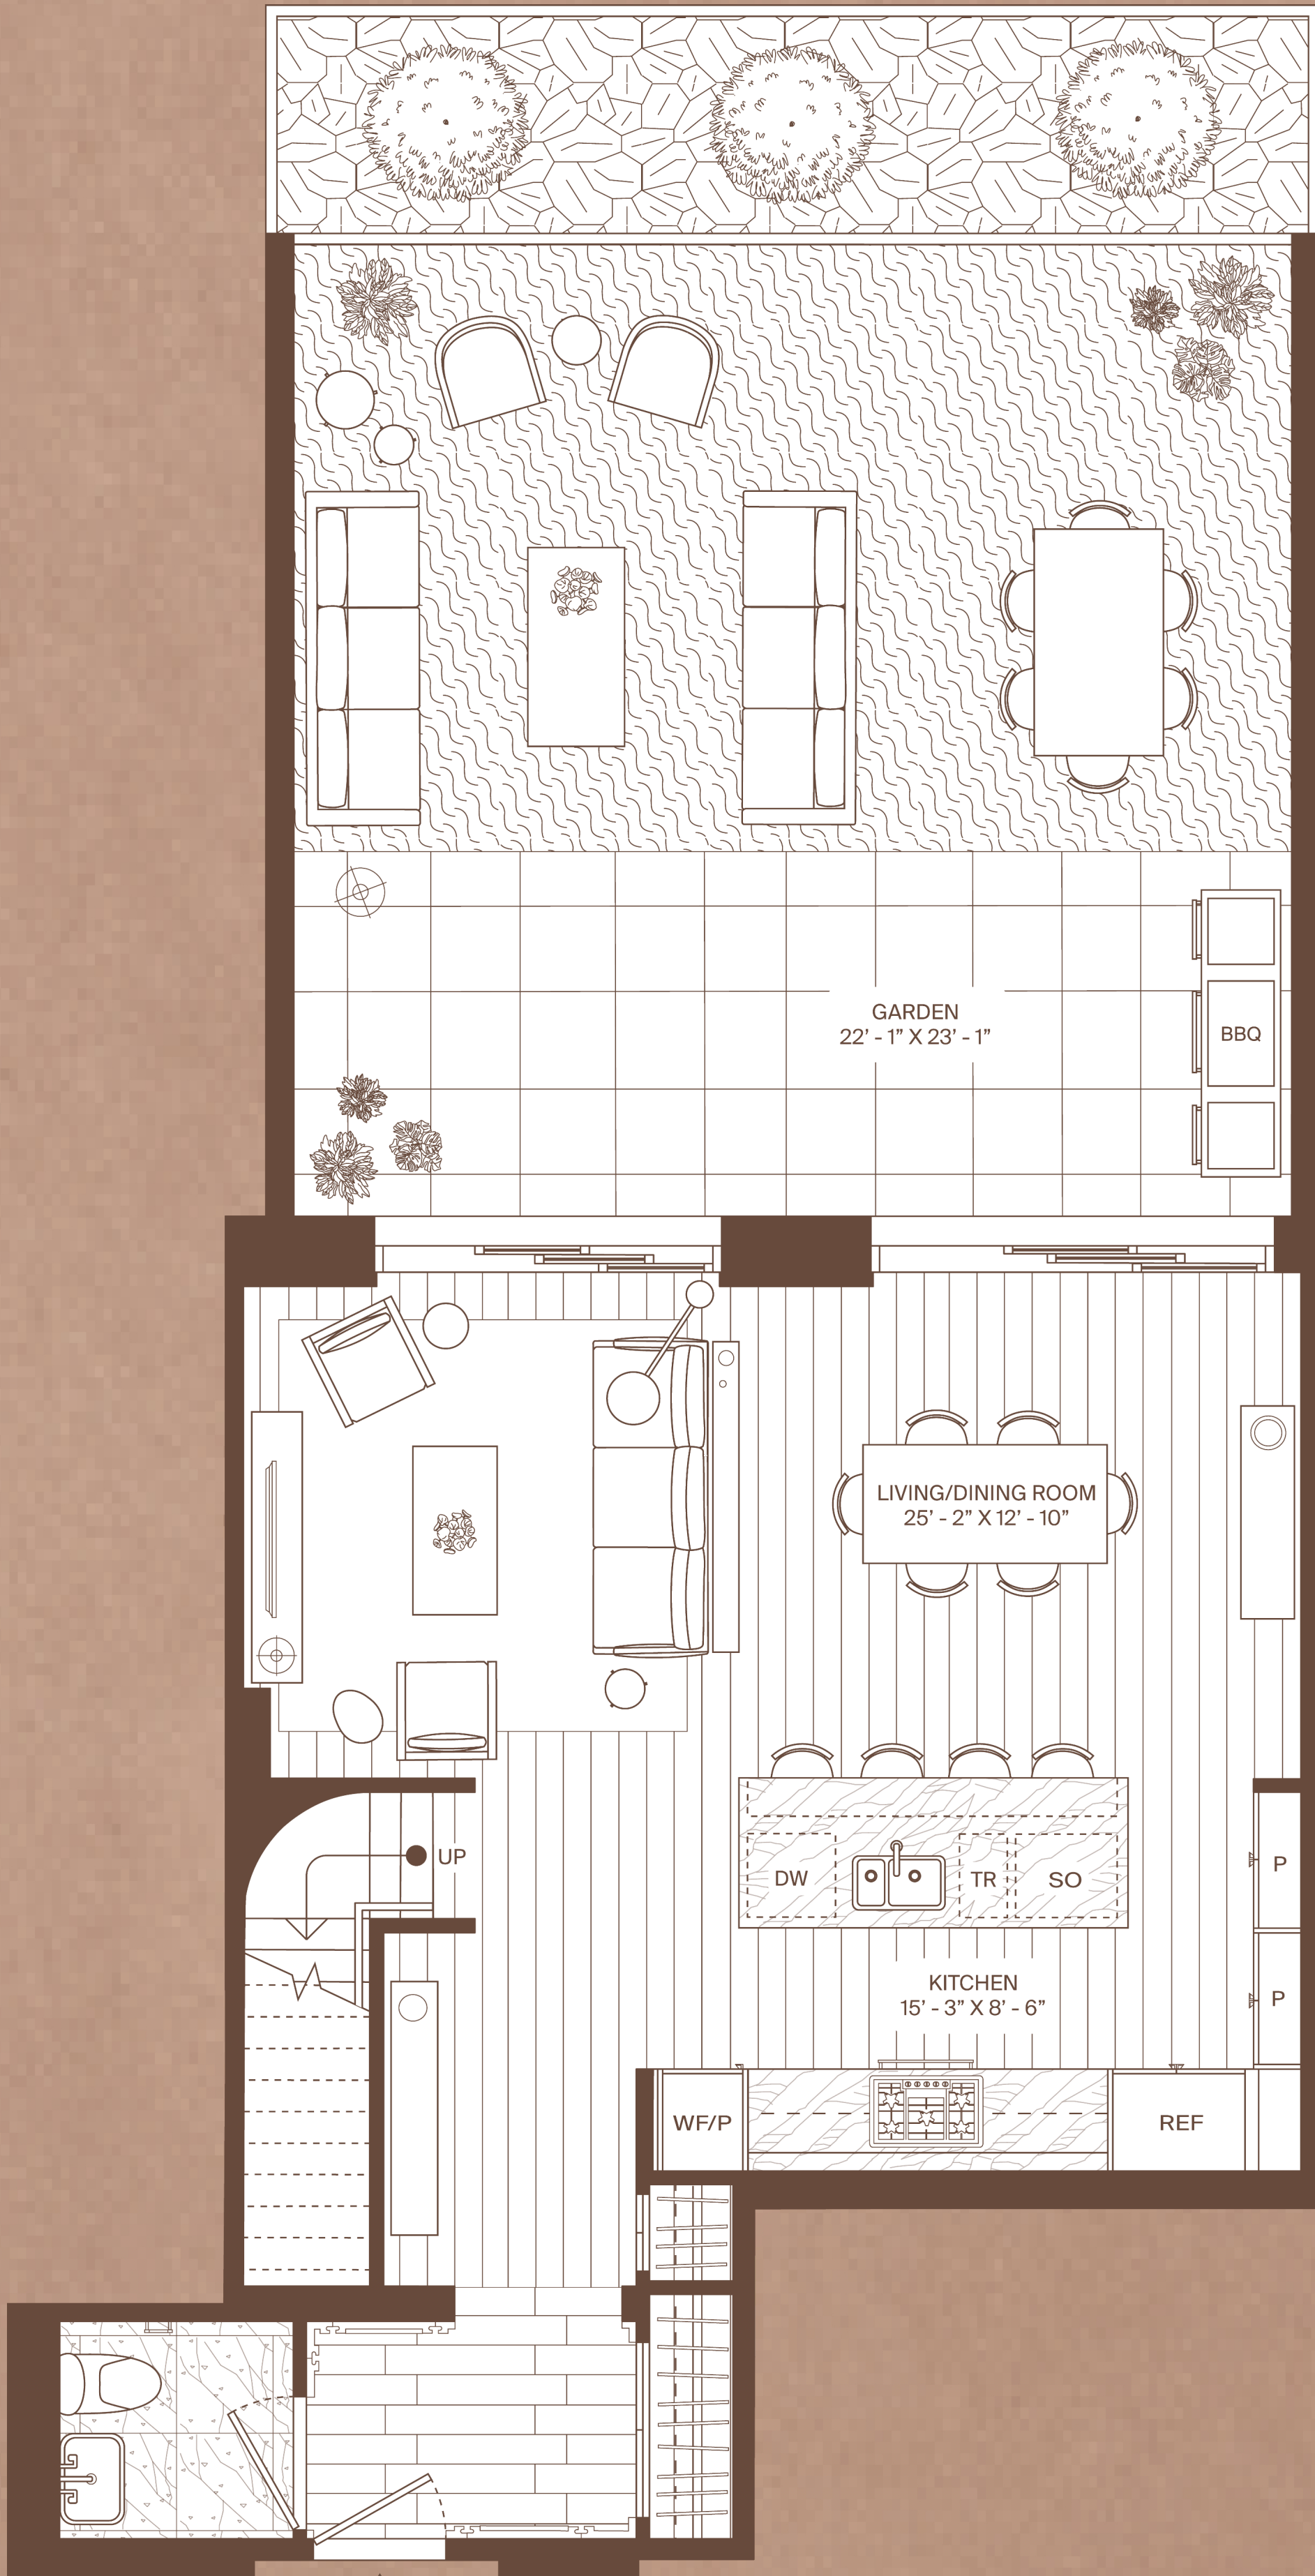 GARDEN
22’ - 1” X 23’ - 1”
BBQ
LIVING/DINING ROOM
25’ - 2” X 12’ - 10”
UP
DW
TR
SO
P
KITCHEN
15’ - 3” X 8’ - 6”
P
WF/P
REF